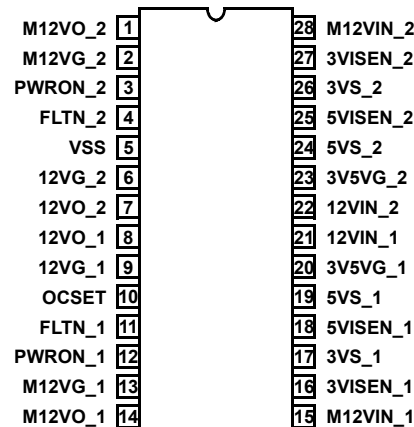 M12VO_2 1 28 M12VIN_2
M12VG_2 2 27 3VISEN_2
PWRON_2 3 26 3VS_2
FLTN_2 4 25 5VISEN_2
VSS 5 24 5VS_2
12VG_2 6 23 3V5VG_2
12VO_2 7 22 12VIN_2
12VO_1 8 21 12VIN_1
12VG_1 9 20 3V5VG_1
OCSET 10 19 5VS_1
FLTN_1 11 18 5VISEN_1
PWRON_1 12 17 3VS_1
M12VG_1 13 16 3VISEN_1
M12VO_1 14 15 M12VIN_1